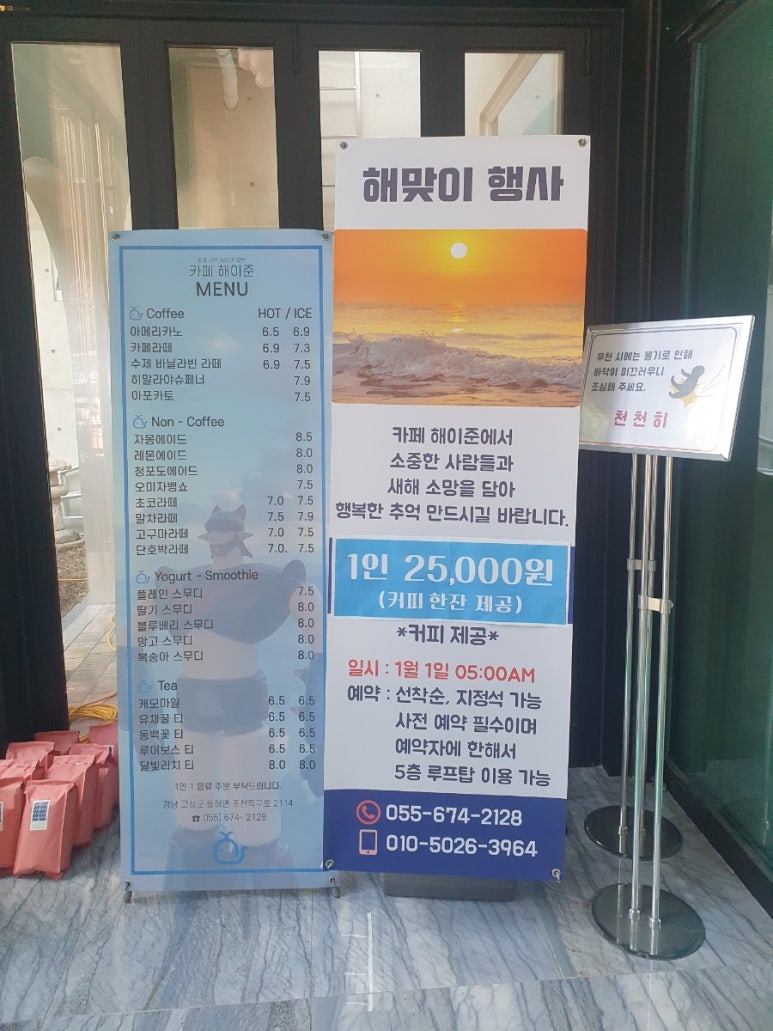 카페 해이준
MENU
Coffee HOT / ICE
아메리카노 6.5 6.9
카페라떼 6.9 7.3
수제 바닐라빈 라떼 6.9 7.5
히말라야슈페너 7.9
아포카토 7.5
Non - Coffee
자몽에이드 8.5
레몬에이드 8.0
청포도에이드 8.0
오미자뱅쇼 7.5
초코라떼 7.0 7.5
말차라떼 7.5 7.9
고구마라떼 7.0 7.5
단호박라떼 7.0. 7.5
Yogurt - Smoothie
플레인 스무디 7.5
딸기 스무디 8.0
블루베리 스무디 8.0
망고 스무디 8.0
복숭아 스무디 8.0
Tea
캐모마일 6.5 6.5
유채꿀 티 6.5 6.5
동백꽃 티 6.5 6.5
루이보스 티 6.5 6.5
달빛리치 티 8.0 8.0
1인 1 음료 주문 부탁드립니다.
경남 고성군 동해면 조선특구로 2114
☎ 055) 674- 2128
해맞이 행사
카페 해이준에서
소중한 사람들과
새해 소망을 담아
행복한 추억 만드시길 바랍니다.
1인 25,000원
(커피 한잔 제공)
*커피 제공*
일시 : 1월 1일 05:00AM
예약 : 선착순, 지정석 가능
사전 예약 필수이며
예약자에 한해서
5층 루프탑 이용 가능
055-674-2128
010-5026-3964
우천 시에는 물기로 인해
바닥이 미끄러우니
조심해 주세요.
천천히